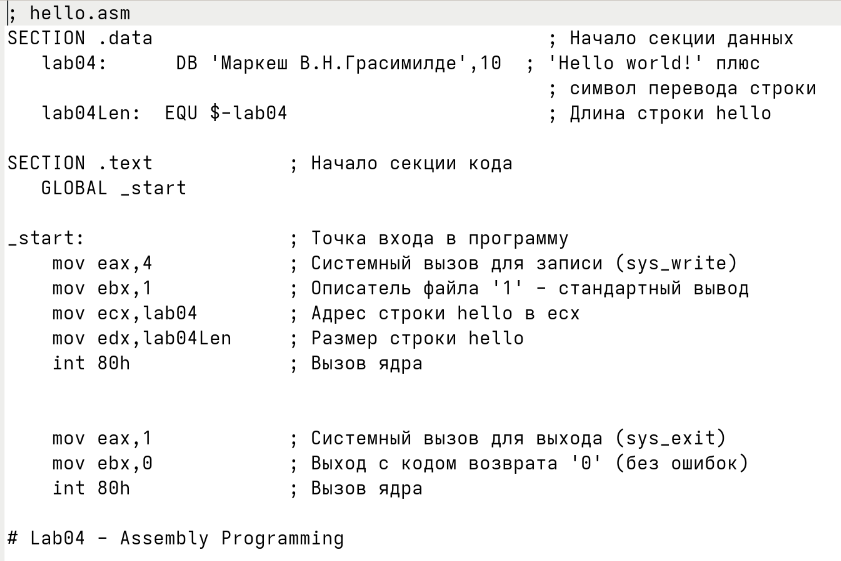 ; hello.asm
SECTION .data ; Начало секции данных
lab04: DB 'Маркеш В.Н.Грасимилде',10 ; 'Hello world!' плюс
; символ перевода строки
lab04Len: EQU $-lab04 ; Длина строки hello
SECTION .text ; Начало секции кода
GLOBAL _start
_start: ; Точка входа в программу
mov eax,4 ; Системный вызов для записи (sys_write)
mov ebx,1 ; Описатель файла '1' - стандартный вывод
mov ecx,lab04 ; Адрес строки hello в ecx
mov edx,lab04Len ; Размер строки hello
int 80h ; Вызов ядра
mov eax,1 ; Системный вызов для выхода (sys_exit)
mov ebx,0 ; Выход с кодом возврата '0' (без ошибок)
int 80h ; Вызов ядра
# Lab04 - Assembly Programming